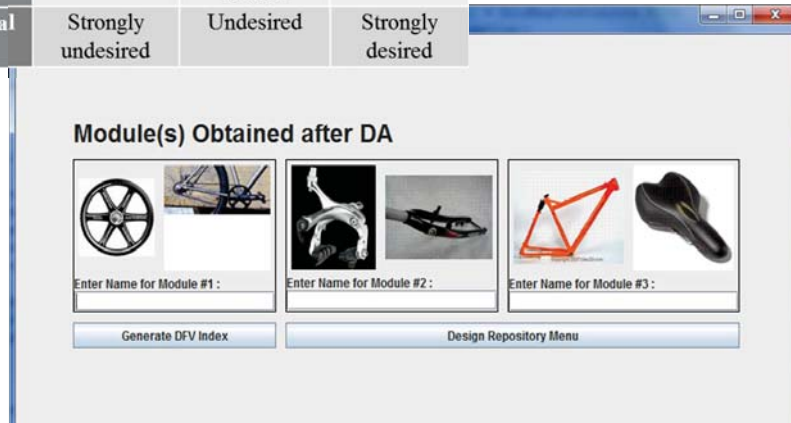 al Strongly undesired Undesired Strongly desired
Module(s) Obtained after DA
Enter Name for Module #1 :
Enter Name for Module #2 :
Enter Name for Module #3 :
Generate DFV Index
Design Repository Menu